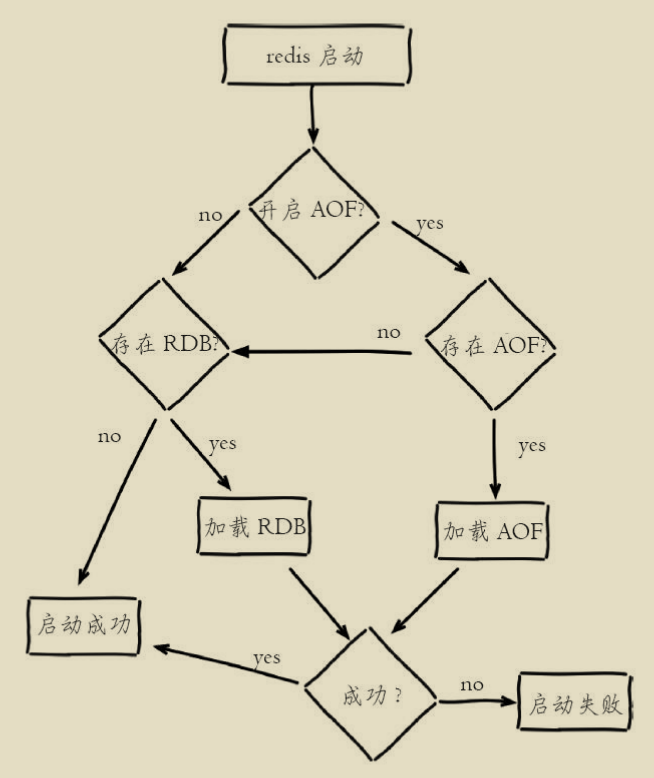 redis 启动
开启 AOF?
no
yes
存在 RDB?
no
存在 AOF?
no
yes
yes
加载 RDB
加载 AOF
启动成功
yes
成功？
no
启动失败